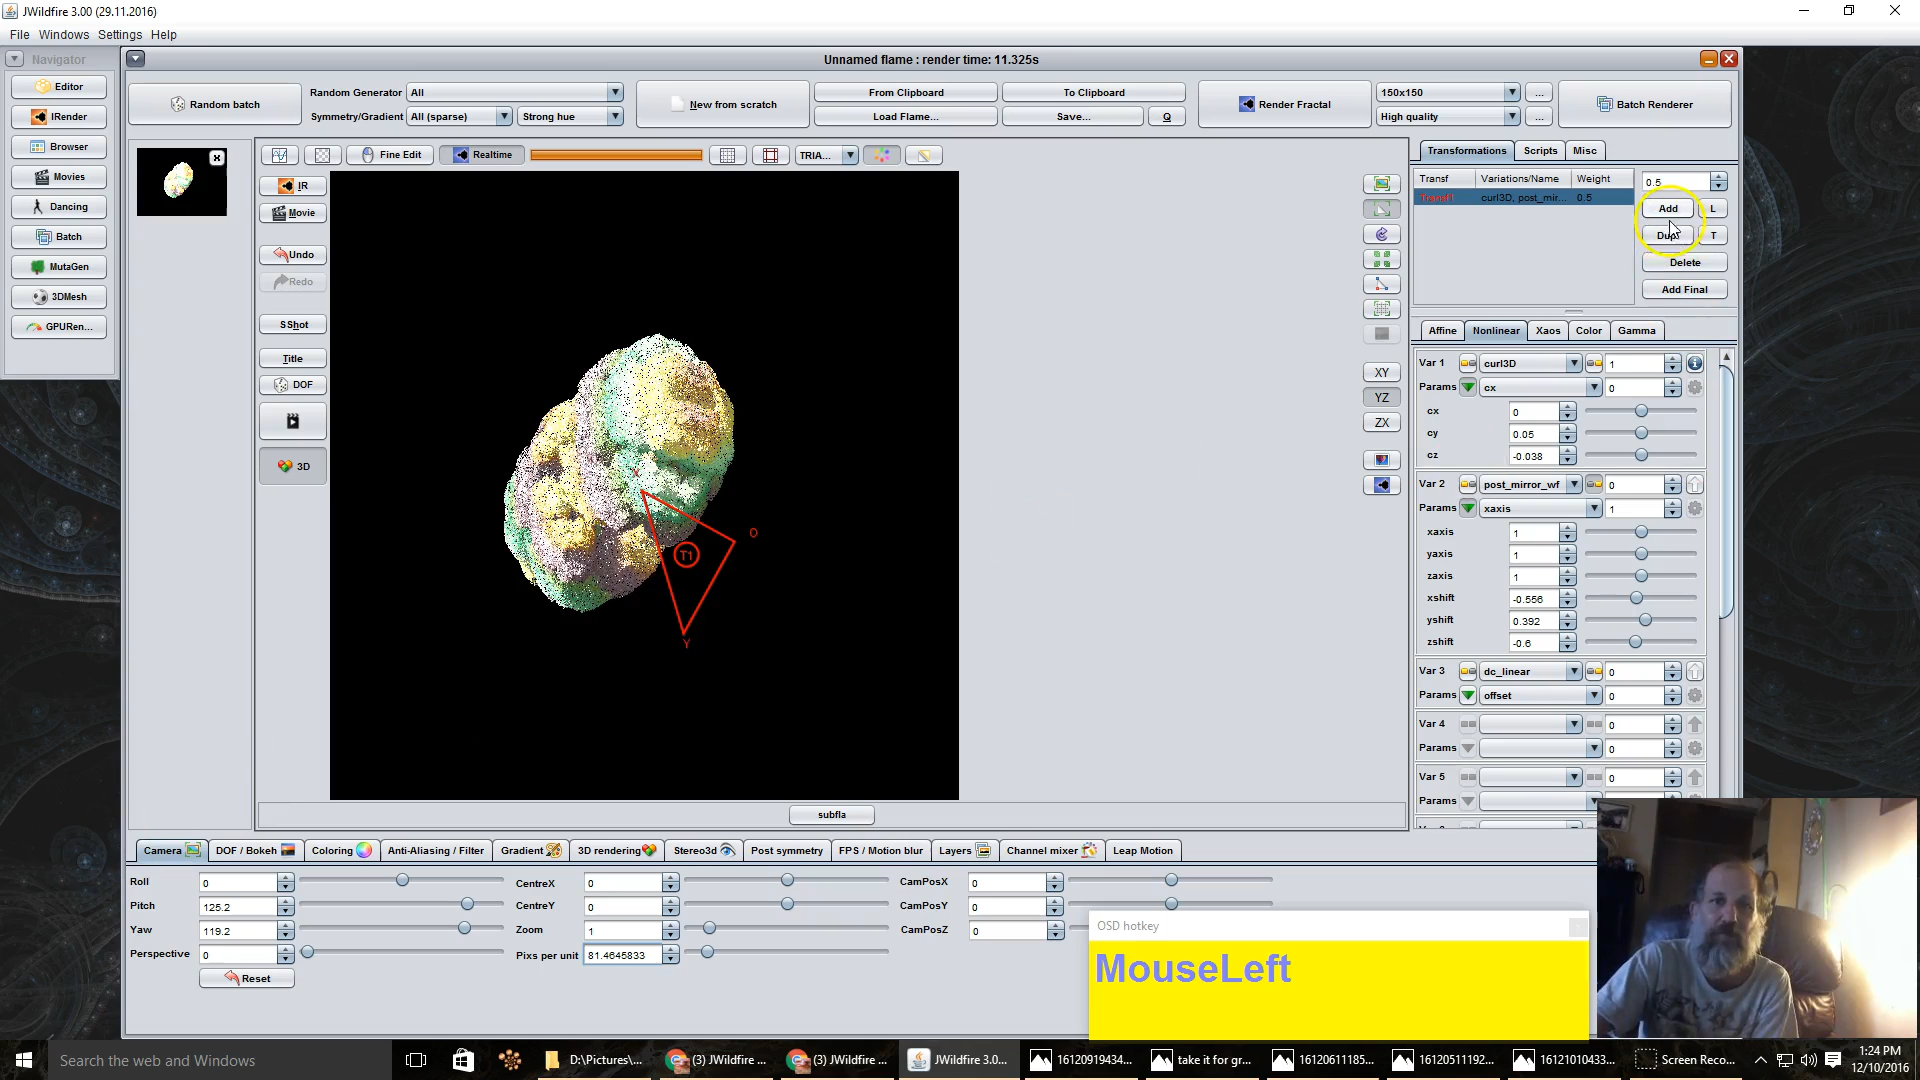 JWildfire 3.00 (29.11.2016)
File Windows Settings Help
Navigator
Unnamed flame : render time: 11.325s
Editor
IRender
Browser
Movies
Dancing
Batch
MutaGen
3DMesh
GPURen...
Random batch
Random Generator All
Symmetry/Gradient All (sparse) Strong hue
New from scratch
From Clipboard To Clipboard
Load Flame... Save... Q
Render Fractal
150x150 ...
High quality ...
Batch Renderer
Fine Edit Realtime TRIA...
IR
Movie
Undo
Redo
SShot
Title
DOF
3D
XY
YZ
ZX
T1
O
Y
subfla
Transformations Scripts Misc
Transf Variations/Name Weight
Transf1 curl3D, post_mir... 0.5
0.5
Add L
Dup T
Delete
Add Final
Affine Nonlinear Xaos Color Gamma
Var 1 curl3D 1
Params cx 0
cx 0
cy 0.05
cz -0.038
Var 2 post_mirror_wf 0
Params xaxis 1
xaxis 1
yaxis 1
zaxis 1
xshift -0.556
yshift 0.392
zshift -0.6
Var 3 dc_linear 0
Params offset 0
Var 4 0
Params 0
Var 5 0
Params
Camera DOF / Bokeh Coloring Anti-Aliasing / Filter Gradient 3D rendering Stereo3d Post symmetry FPS / Motion blur Layers Channel mixer Leap Motion
Roll 0 CentreX 0 CamPosX 0
Pitch 125.2 CentreY 0 CamPosY 0
Yaw 119.2 Zoom 1 CamPosZ 0
Perspective 0 Pixs per unit 81.4645833
Reset
OSD hotkey
MouseLeft
Search the web and Windows
D:\Pictures\...
(3) JWildfire ...
(3) JWildfire ...
JWildfire 3.0...
16120919434...
take it for gr...
16120611185...
16120511192...
16121010433...
Screen Reco...
1:24 PM
12/10/2016